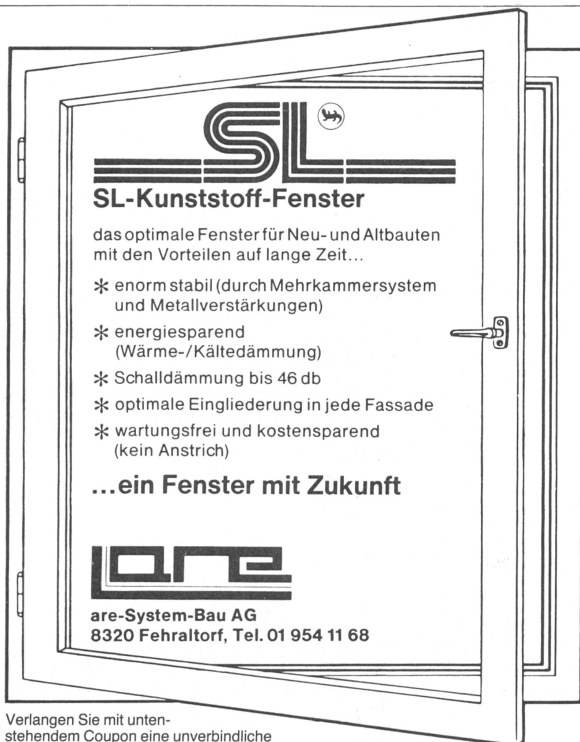 SL
SL-Kunststoff-Fenster
das optimale Fenster für Neu- und Altbauten
mit den Vorteilen auf lange Zeit...
* enorm stabil (durch Mehrkammersystem
und Metallverstärkungen)
* energiesparend
(Wärme-/Kältedämmung)
* Schalldämmung bis 46 db
* optimale Eingliederung in jede Fassade
* wartungsfrei und kostensparend
(kein Anstrich)
...ein Fenster mit Zukunft
are
are-System-Bau AG
8320 Fehraltorf, Tel. 01 954 11 68
Verlangen Sie mit unten-
stehendem Coupon eine unverbindliche